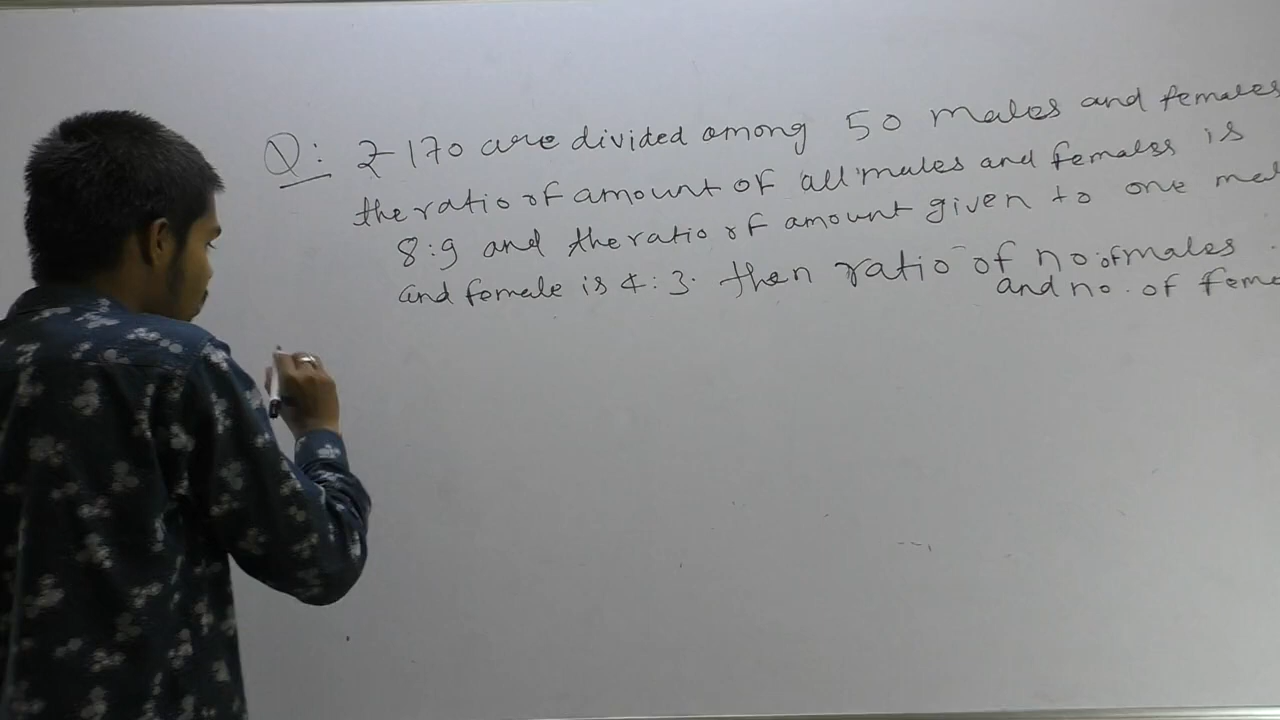 Q: ₹ 170 are divided among 50 males and females
the ratio of amount of all males and females is
8:9 and the ratio of amount given to one mal
and female is 4:3. then ratio of no. of males
and no. of fema